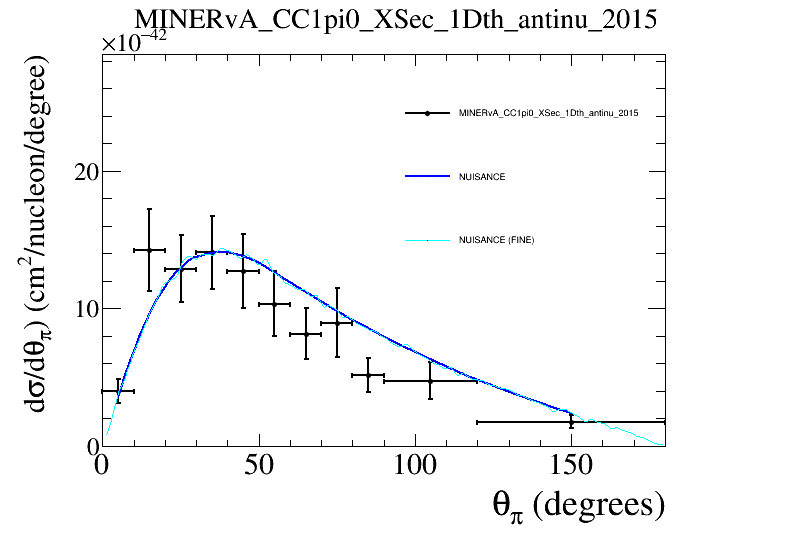 MINERvA_CC1pi0_XSec_1Dth_antinu_2015
×10⁻⁴²
dσ/dθ_π) (cm²/nucleon/degree)
MINERvA_CC1pi0_XSec_1Dth_antinu_2015
NUISANCE
NUISANCE (FINE)
20
10
0
0 50 100 150
θ_π (degrees)